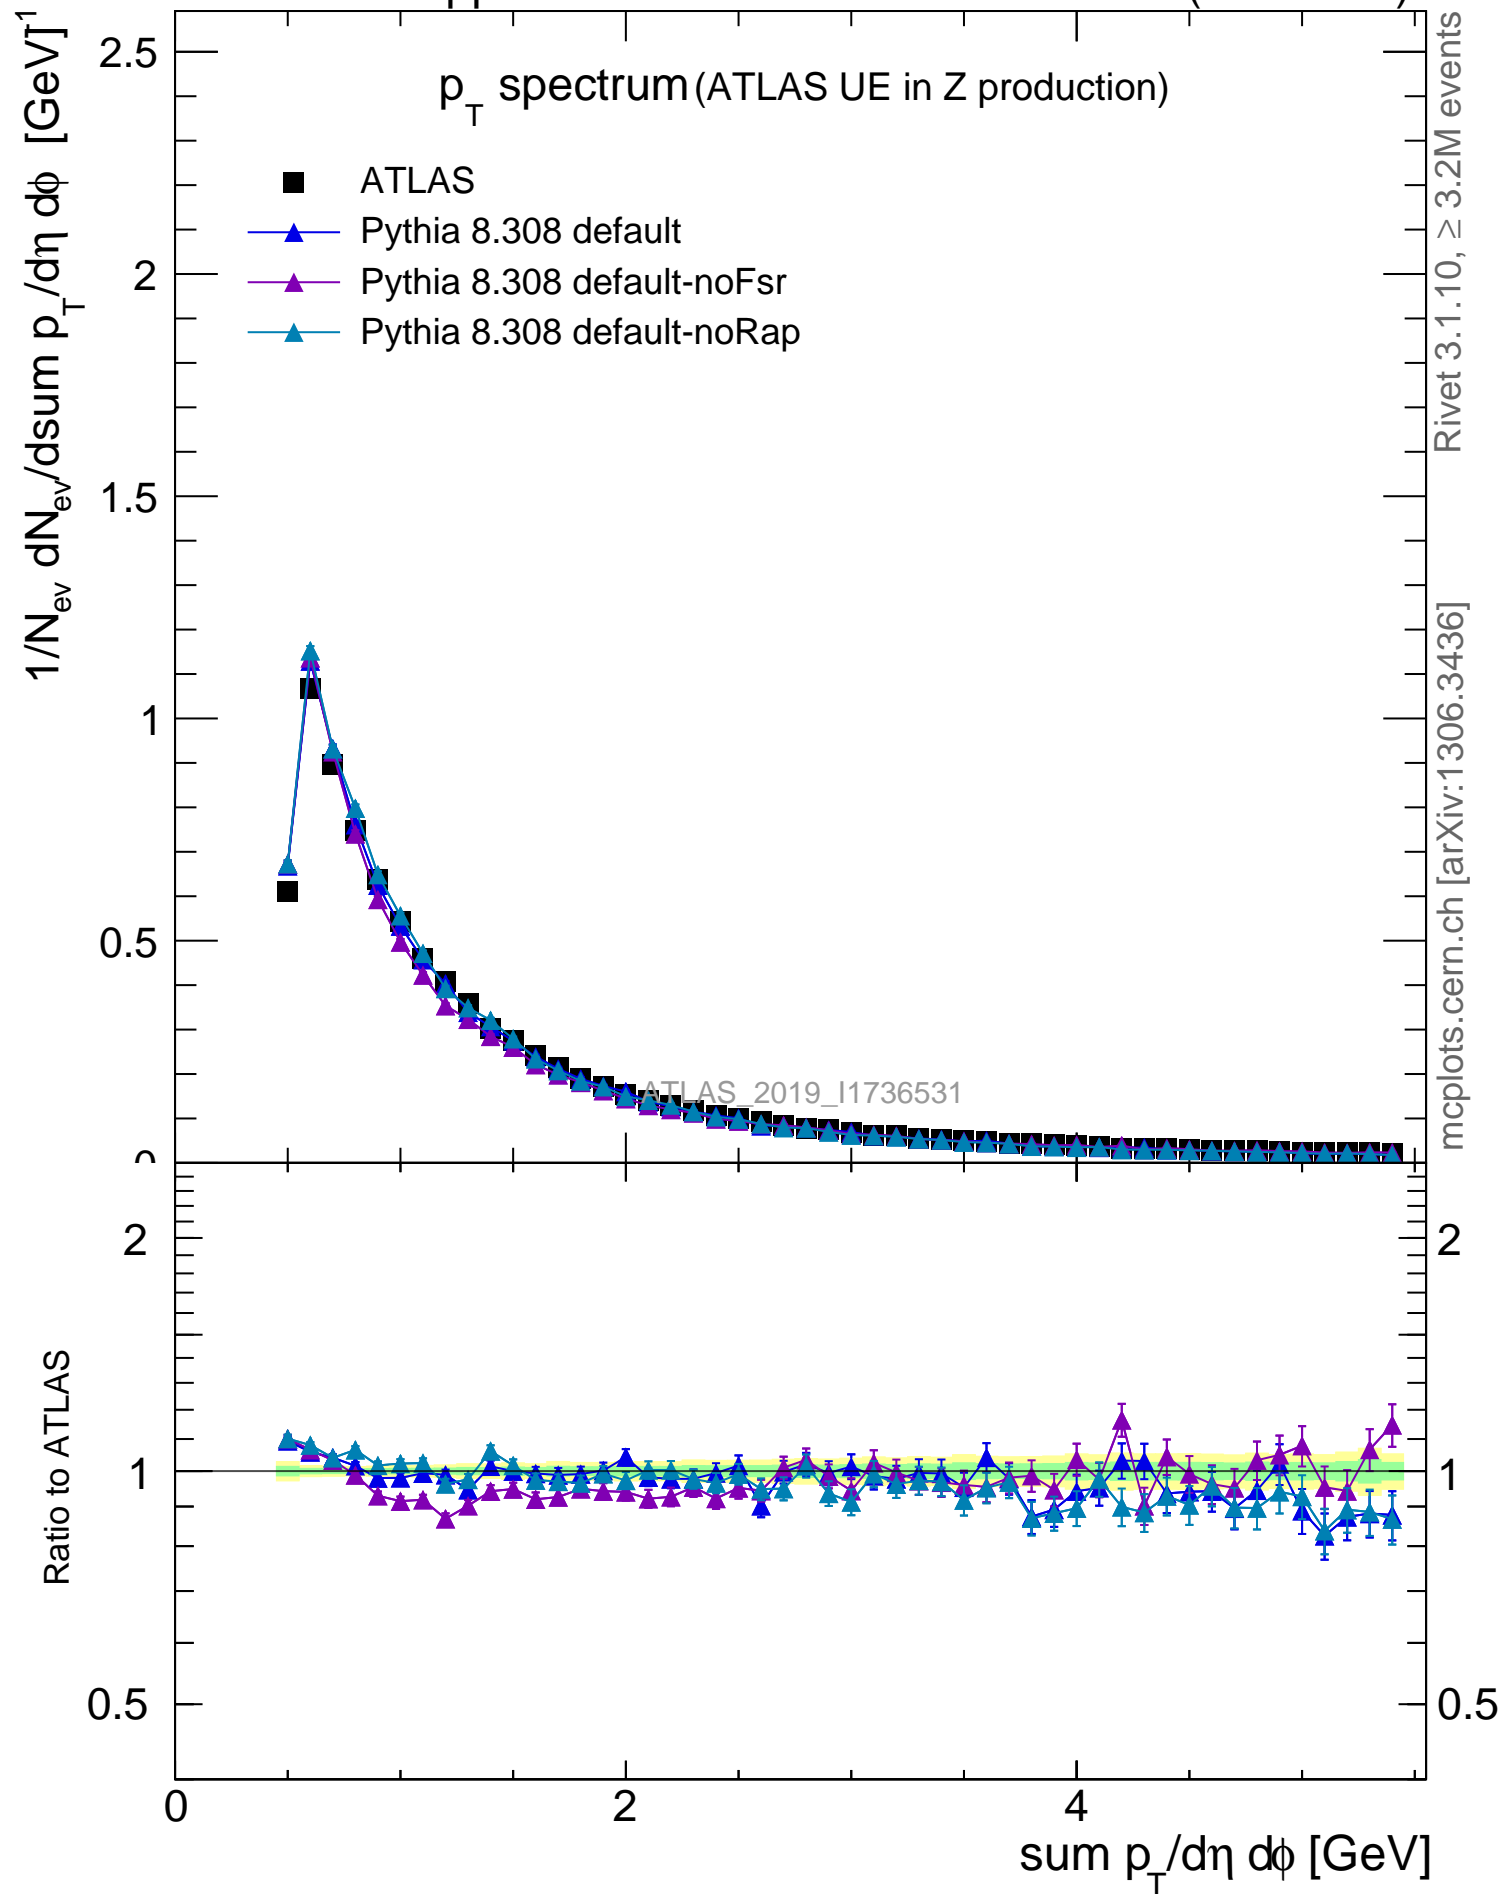 p_T spectrum (ATLAS UE in Z production)
ATLAS
Pythia 8.308 default
Pythia 8.308 default-noFsr
Pythia 8.308 default-noRap
1/N_ev dN_ev/dsum p_T/dη dϕ [GeV]^-1
2.5
2
1.5
1
0.5
0
ATLAS_2019_I1736531
Rivet 3.1.10, ≥ 3.2M events
mcplots.cern.ch [arXiv:1306.3436]
Ratio to ATLAS
2
1
0.5
2
1
0.5
0
2
4
sum p_T/dη dϕ [GeV]